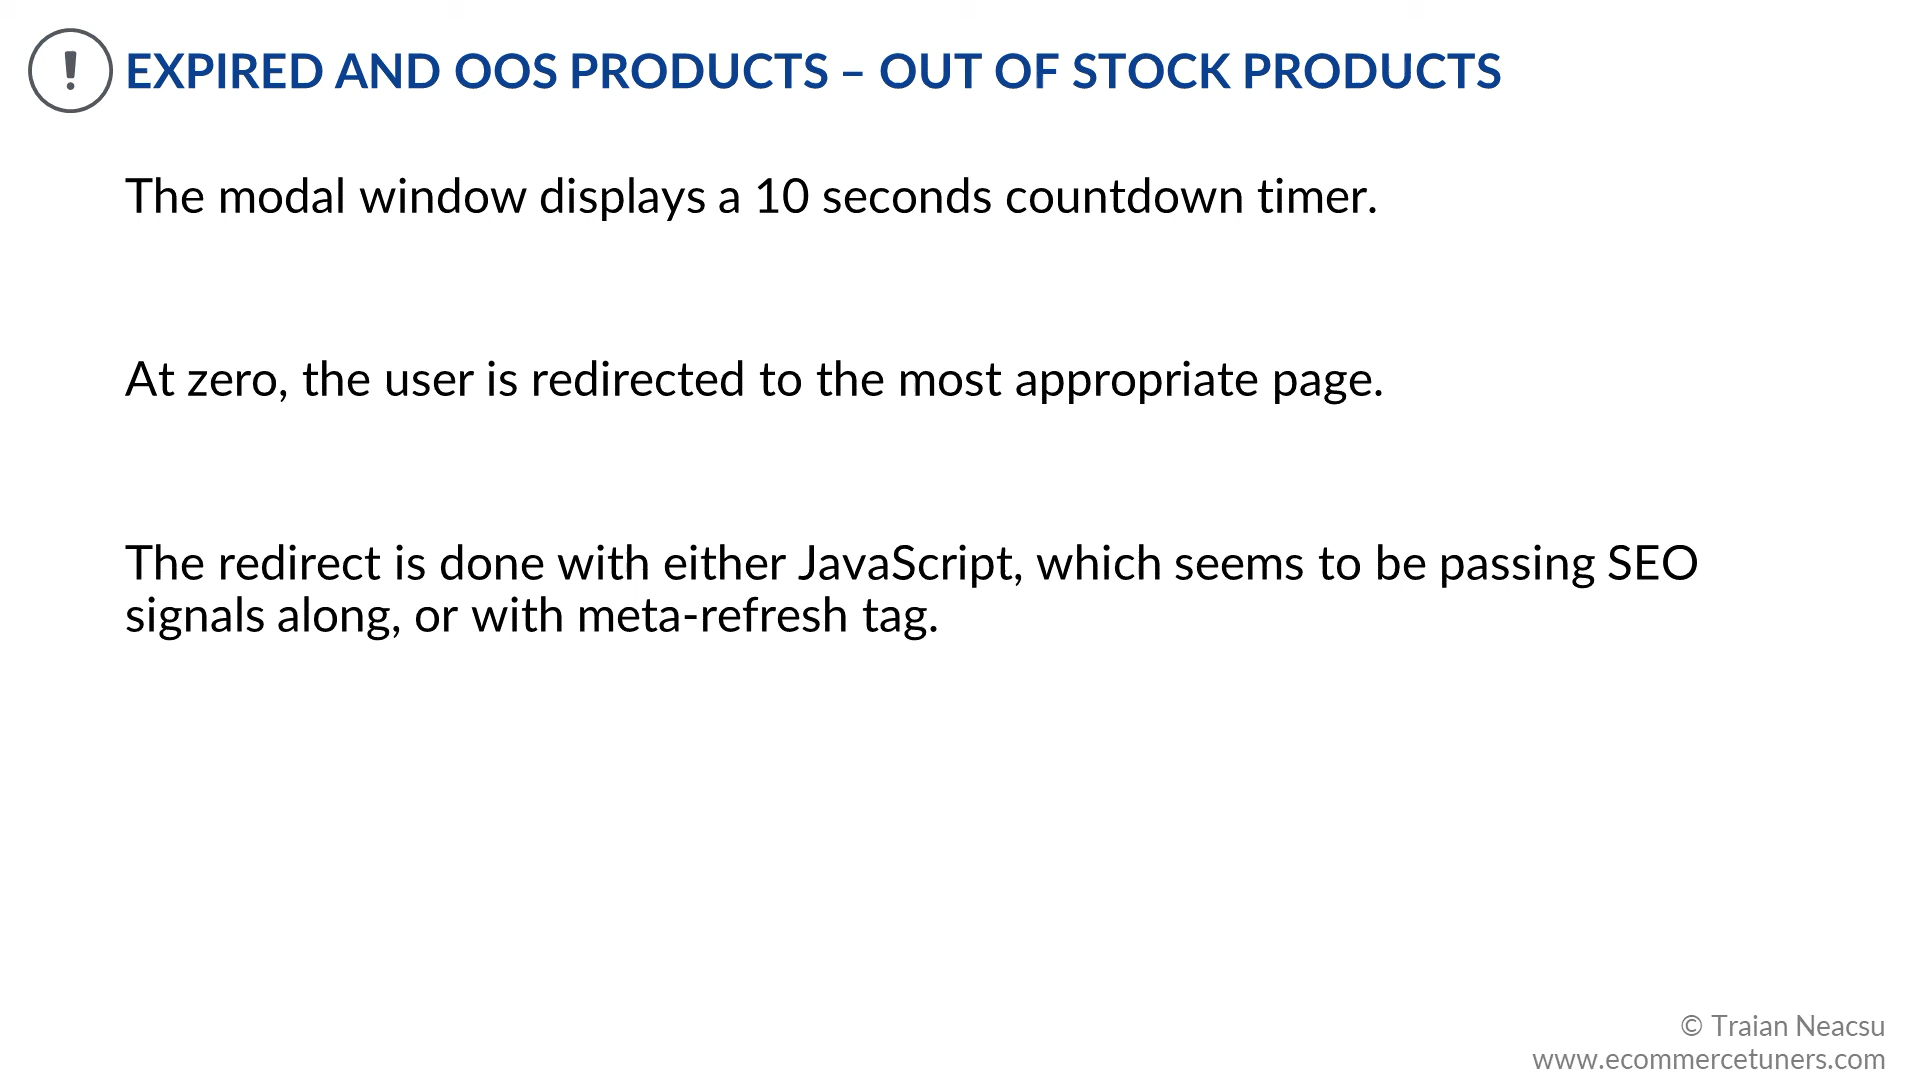 EXPIRED AND OOS PRODUCTS – OUT OF STOCK PRODUCTS
The modal window displays a 10 seconds countdown timer.
At zero, the user is redirected to the most appropriate page.
The redirect is done with either JavaScript, which seems to be passing SEO
signals along, or with meta-refresh tag.
© Traian Neacsu
www.ecommercetuners.com